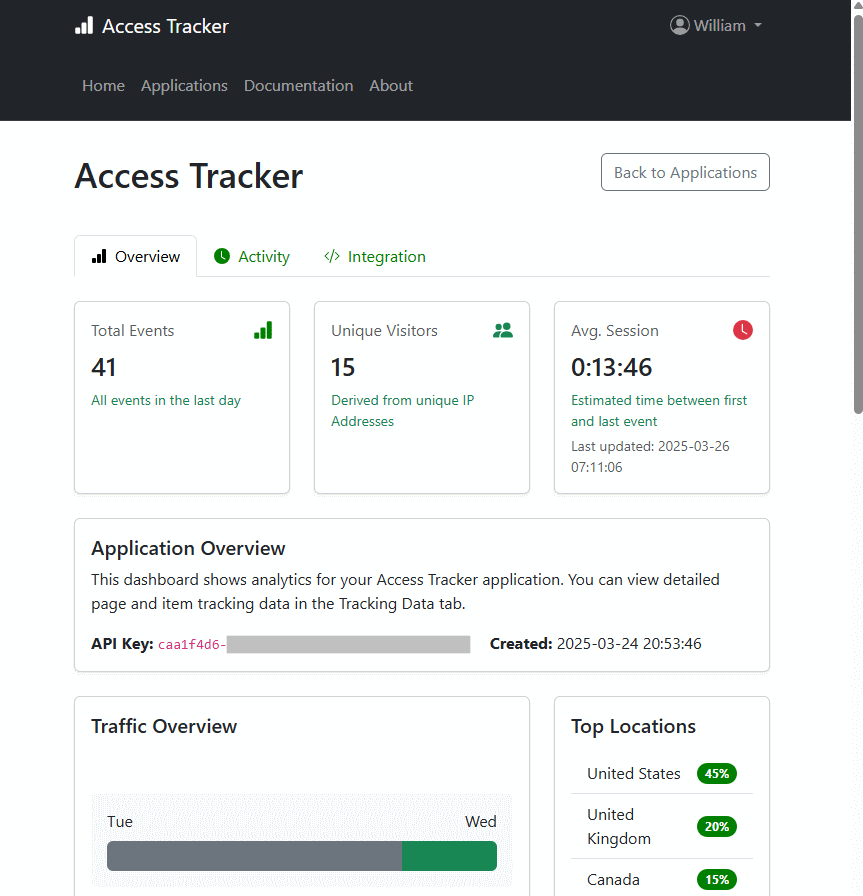 Access Tracker
William
Home Applications Documentation About
Access Tracker
Back to Applications
Overview Activity Integration
Total Events
41
All events in the last day
Unique Visitors
15
Derived from unique IP
Addresses
Avg. Session
0:13:46
Estimated time between first
and last event
Last updated: 2025-03-26
07:11:06
Application Overview
This dashboard shows analytics for your Access Tracker application. You can view detailed
page and item tracking data in the Tracking Data tab.
API Key: caa1f4d6- Created: 2025-03-24 20:53:46
Traffic Overview
Tue Wed
Top Locations
United States 45%
United
Kingdom 20%
Canada 15%